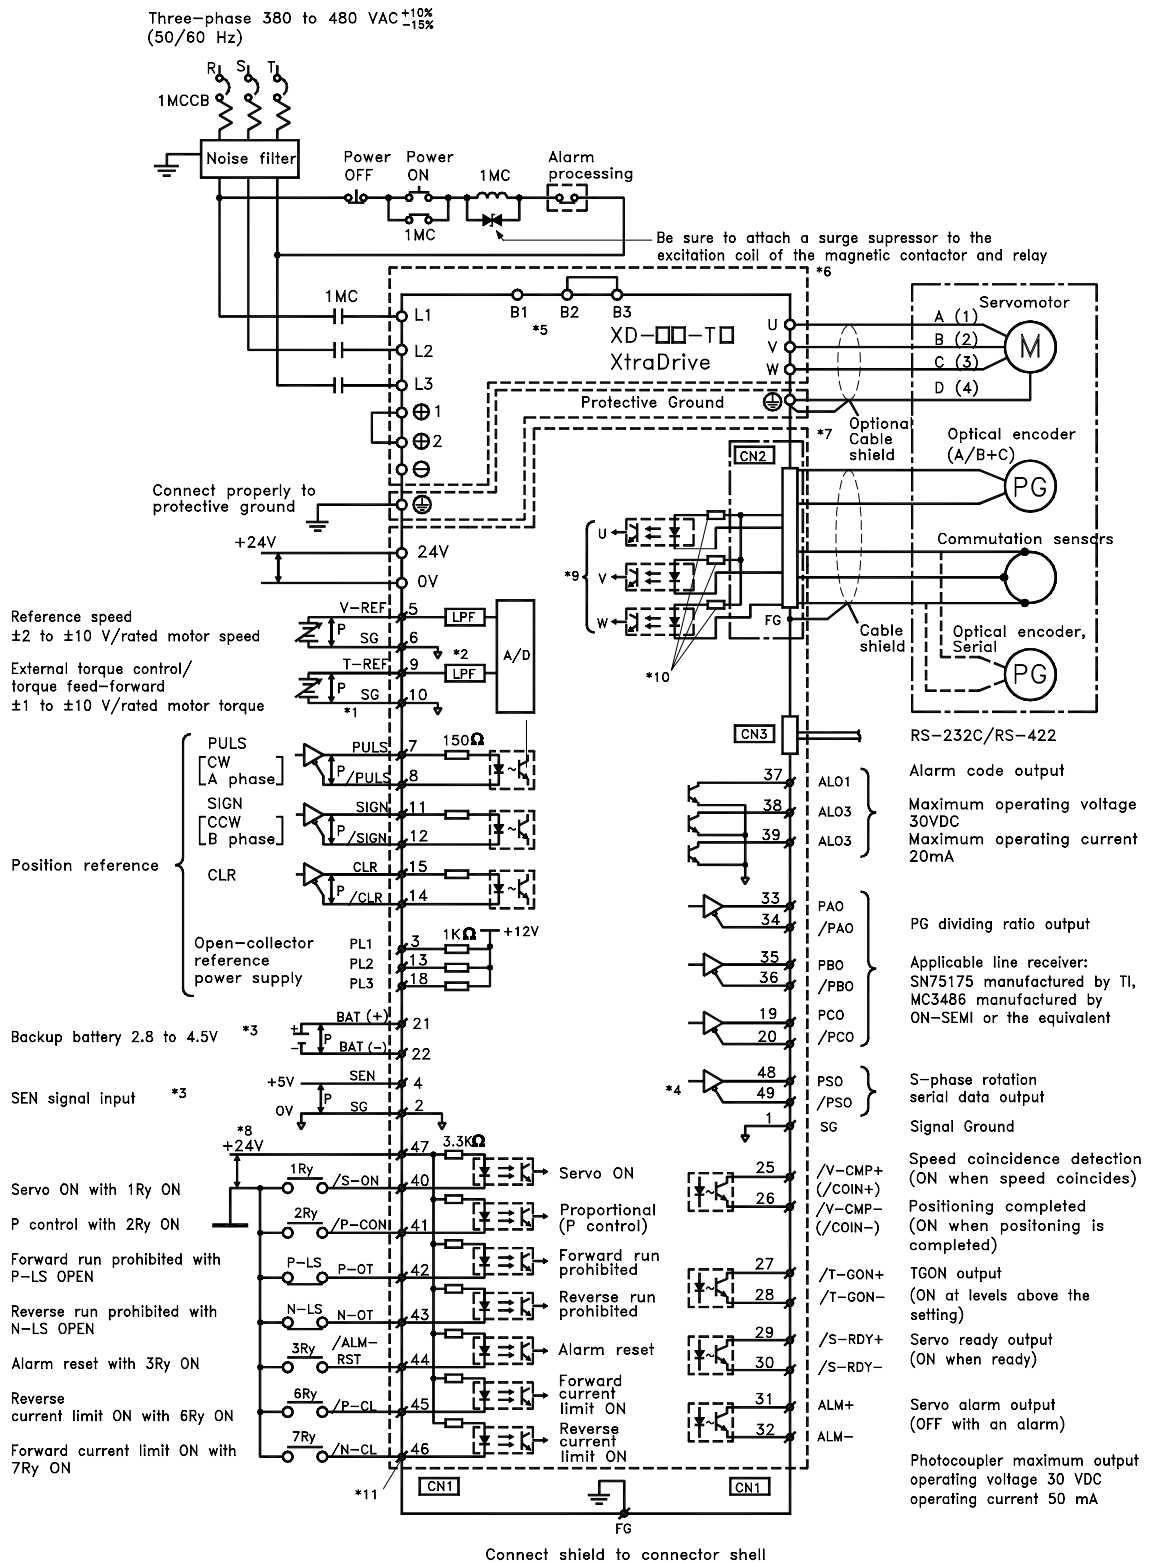 Three-phase 380 to 480 VAC +10% -15%
(50/60 Hz)
R S T
1MCCB
Noise filter
Power OFF
Power ON
1MC
Alarm processing
1MC
Be sure to attach a surge supressor to the
excitation coil of the magnetic contactor and relay
*6
1MC
L1
L2
L3
⊕1
⊕2
⊖
B1 B2 B3
*5
XD-□□-T□
XtraDrive
U
V
W
A (1)
B (2)
C (3)
D (4)
Servomotor
M
Protective Ground
Optional
Cable
shield
*7
Connect properly to
protective ground
+24V
24V
0V
CN2
Optical encoder
(A/B+C)
PG
Commutation sensors
*9
U
V
W
FG
*10
Cable
shield
Optical encoder,
Serial
PG
Reference speed
±2 to ±10 V/rated motor speed
V-REF 5
P
SG 6
LPF
*2
A/D
External torque control/
torque feed-forward
±1 to ±10 V/rated motor torque
T-REF 9
P
SG 10
*1
LPF
CN3
RS-232C/RS-422
Position reference
PULS
CW
A phase
PULS 7
P
/PULS 8
150Ω
SIGN
CCW
B phase
SIGN 11
P
/SIGN 12
CLR
CLR 15
P
/CLR 14
Open-collector
reference
power supply
PL1 3
PL2 13
PL3 18
1KΩ
+12V
37 ALO1
38 ALO3
39 ALO3
Alarm code output
Maximum operating voltage
30VDC
Maximum operating current
20mA
33 PAO
34 /PAO
35 PBO
36 /PBO
19 PCO
20 /PCO
PG dividing ratio output
Applicable line receiver:
SN75175 manufactured by TI,
MC3486 manufactured by
ON-SEMI or the equivalent
Backup battery 2.8 to 4.5V *3
+
-
P
BAT (+) 21
BAT (-) 22
SEN signal input *3
+5V
SEN 4
P
0V
SG 2
*4
48 PSO
49 /PSO
S-phase rotation
serial data output
1 SG
Signal Ground
*8
+24V
47
3.3KΩ
Servo ON with 1Ry ON
1Ry
/S-ON 40
Servo ON
P control with 2Ry ON
2Ry
/P-CON 41
Proportional
(P control)
Forward run prohibited with
P-LS OPEN
P-LS
P-OT 42
Forward run
prohibited
Reverse run prohibited with
N-LS OPEN
N-LS
N-OT 43
Reverse run
prohibited
Alarm reset with 3Ry ON
3Ry
/ALM-
RST 44
Alarm reset
Reverse
current limit ON with 6Ry ON
6Ry
/P-CL 45
Forward
current
limit ON
Forward current limit ON with
7Ry ON
7Ry
/N-CL 46
Reverse
current
limit ON
*11
25 /V-CMP+
(/COIN+)
26 /V-CMP-
(/COIN-)
Speed coincidence detection
(ON when speed coincides)
Positioning completed
(ON when positoning is
completed)
27 /T-GON+
28 /T-GON-
TGON output
(ON at levels above the
setting)
29 /S-RDY+
30 /S-RDY-
Servo ready output
(ON when ready)
31 ALM+
32 ALM-
Servo alarm output
(OFF with an alarm)
Photocoupler maximum output
operating voltage 30 VDC
operating current 50 mA
CN1
CN1
FG
Connect shield to connector shell